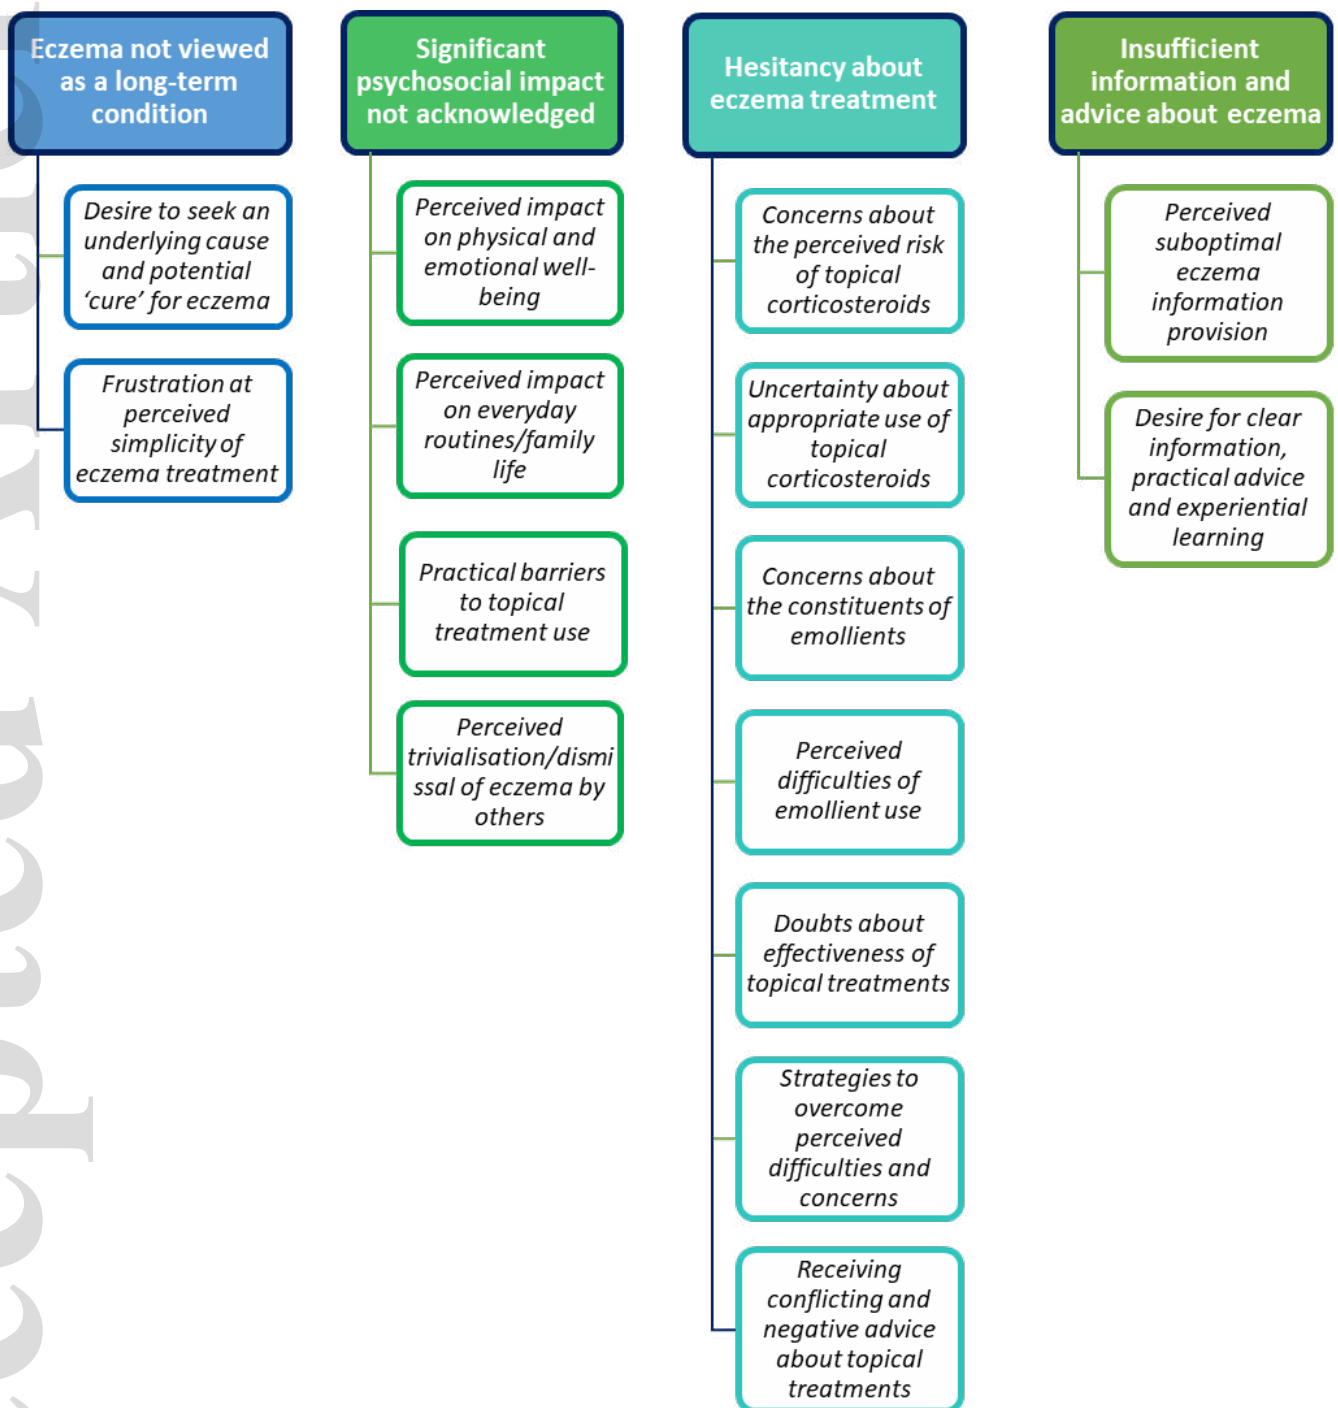 Eczema not viewed
as a long-term
condition
Desire to seek an
underlying cause
and potential
‘cure’ for eczema
Frustration at
perceived
simplicity of
eczema treatment
Significant
psychosocial impact
not acknowledged
Perceived impact
on physical and
emotional well-
being
Perceived impact
on everyday
routines/family
life
Practical barriers
to topical
treatment use
Perceived
trivialisation/dismi
ssal of eczema by
others
Hesitancy about
eczema treatment
Concerns about
the perceived risk
of topical
corticosteroids
Uncertainty about
appropriate use of
topical
corticosteroids
Concerns about
the constituents of
emollients
Perceived
difficulties of
emollient use
Doubts about
effectiveness of
topical treatments
Strategies to
overcome
perceived
difficulties and
concerns
Receiving
conflicting and
negative advice
about topical
treatments
Insufficient
information and
advice about eczema
Perceived
suboptimal
eczema
information
provision
Desire for clear
information,
practical advice
and experiential
learning